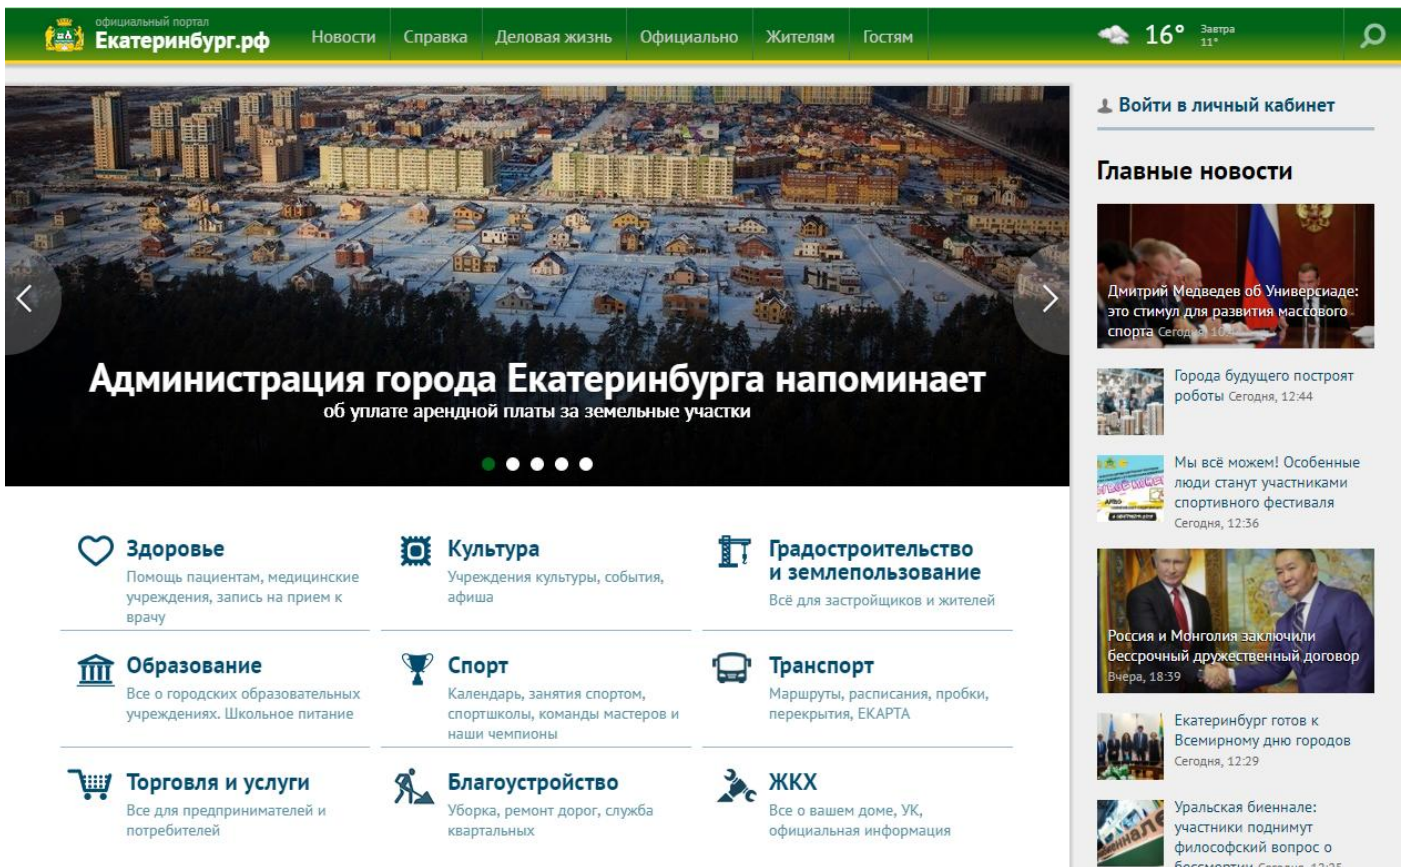 официальный портал
Екатеринбург.рф
Новости Справка Деловая жизнь Официально Жителям Гостям
16° Завтра
11°
Администрация города Екатеринбурга напоминает
об уплате арендной платы за земельные участки
Здоровье
Помощь пациентам, медицинские
учреждения, запись на прием к
врачу
Культура
Учреждения культуры, события,
афиша
Градостроительство
и землепользование
Всё для застройщиков и жителей
Образование
Все о городских образовательных
учреждениях. Школьное питание
Спорт
Календарь, занятия спортом,
спортшколы, команды мастеров и
наши чемпионы
Транспорт
Маршруты, расписания, пробки,
перекрытия, ЕКАРТА
Торговля и услуги
Все для предпринимателей и
потребителей
Благоустройство
Уборка, ремонт дорог, служба
квартальных
ЖКХ
Все о вашем доме, УК,
официальная информация
Войти в личный кабинет
Главные новости
Дмитрий Медведев об Универсиаде:
это стимул для развития массового
спорта Сегодня,
Города будущего построят
роботы Сегодня, 12:44
Мы всё можем! Особенные
люди станут участниками
спортивного фестиваля
Сегодня, 12:36
Россия и Монголия заключили
бессрочный дружественный договор
Вчера, 18:39
Екатеринбург готов к
Всемирному дню городов
Сегодня, 12:29
Уральская биеннале:
участники поднимут
философский вопрос о
бессмертии Сегодня, 12:25